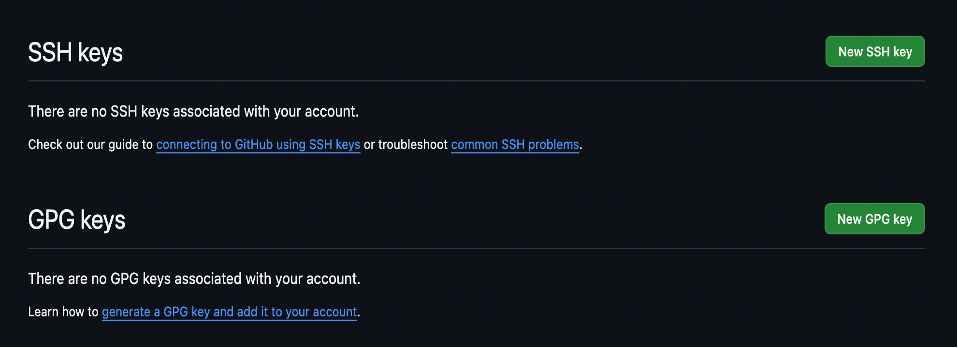 SSH keys
New SSH key
There are no SSH keys associated with your account.
Check out our guide to connecting to GitHub using SSH keys or troubleshoot common SSH problems.
GPG keys
New GPG key
There are no GPG keys associated with your account.
Learn how to generate a GPG key and add it to your account.